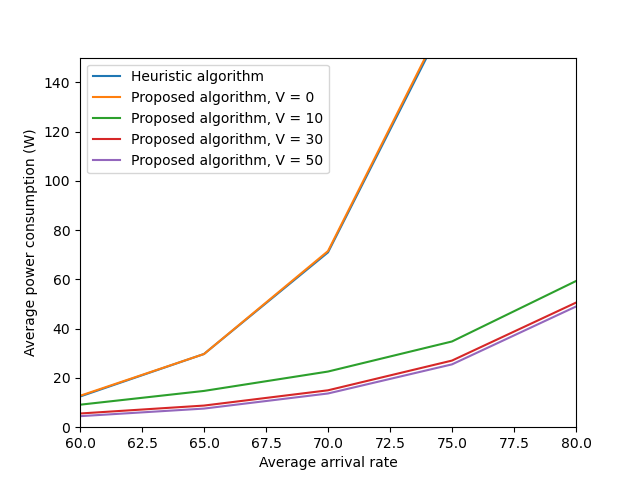 Heuristic algorithm
Proposed algorithm, V = 0
Proposed algorithm, V = 10
Proposed algorithm, V = 30
Proposed algorithm, V = 50
Average power consumption (W)
140
120
100
80
60
40
20
0
60.0 62.5 65.0 67.5 70.0 72.5 75.0 77.5 80.0
Average arrival rate